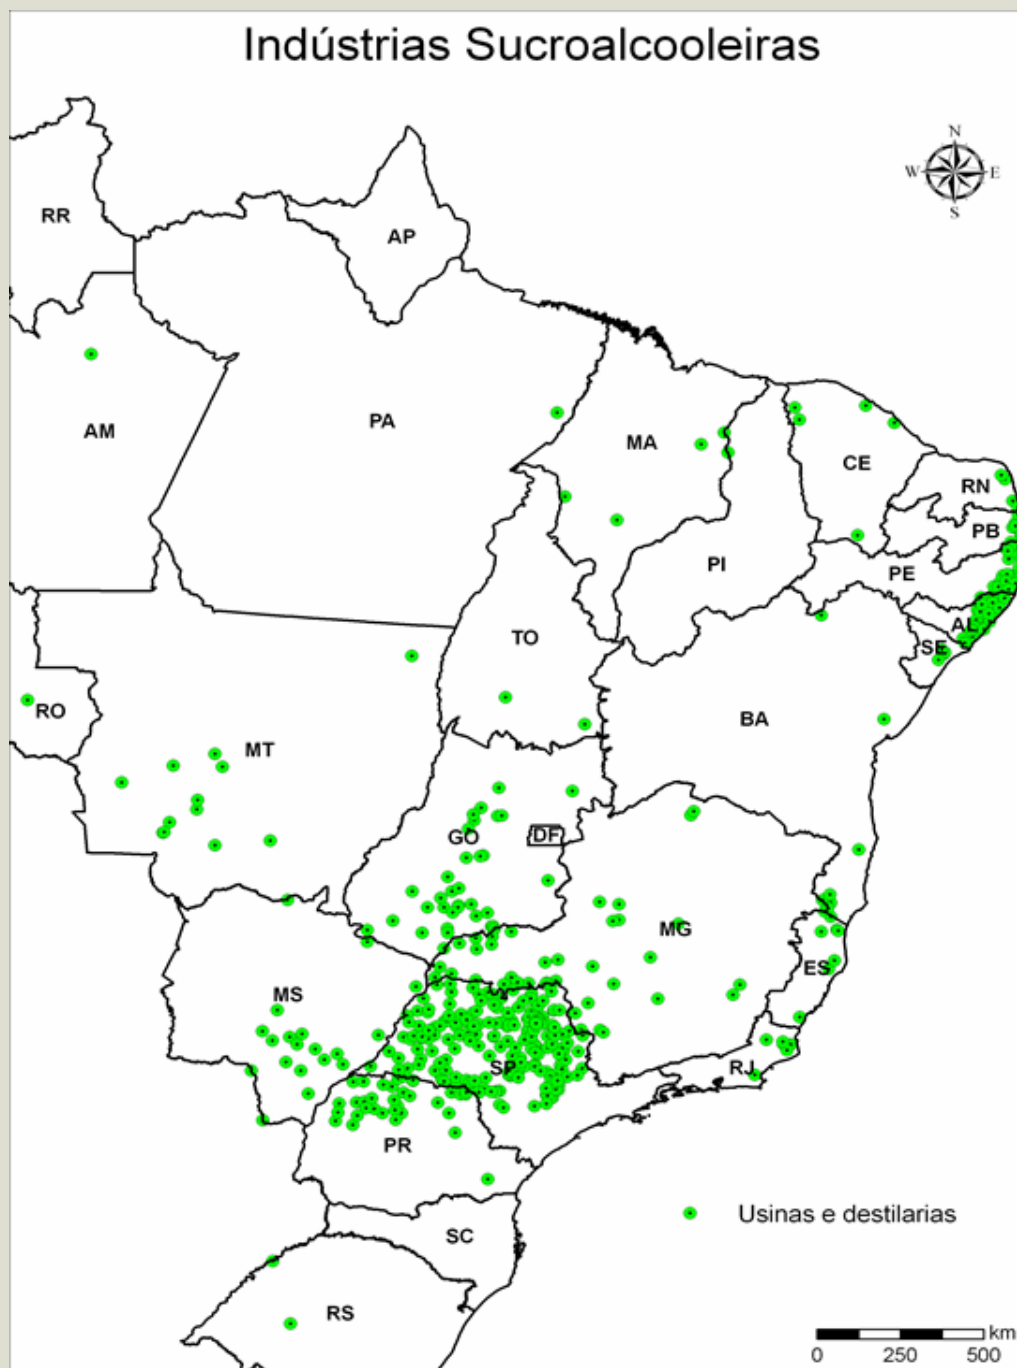 Indústrias Sucroalcooleiras
N
W E
S
RR
AP
AM
PA
MA
CE
RN
PB
PI
PE
AL
SE
TO
RO
MT
BA
GO
DF
MG
ES
MS
SP
RJ
PR
Usinas e destilarias
SC
RS
km
0 250 500